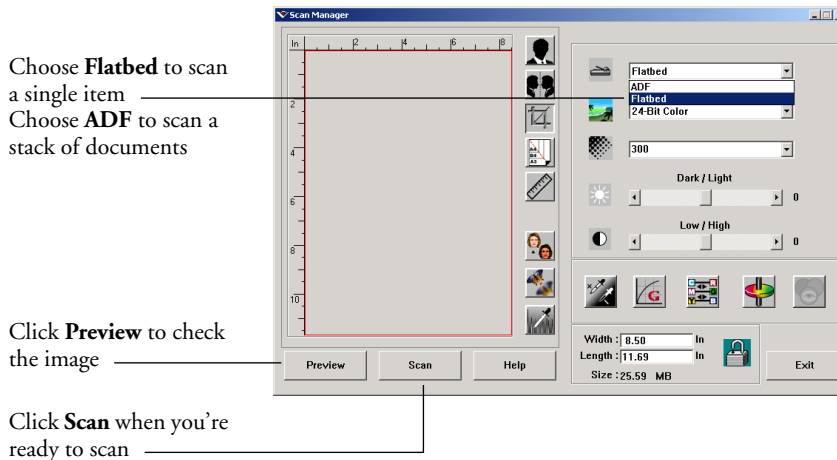 Choose Flatbed to scan
a single item
Choose ADF to scan a
stack of documents
Click Preview to check
the image
Click Scan when you're
ready to scan
Scan Manager
In 2 4 6 8
2
4
6
8
10
A4
B4
A3
Flatbed
ADF
Flatbed
24-Bit Color
300
Dark / Light
0
Low / High
0
G
Width : 8.50 In
Length : 11.69 In
Size : 25.59 MB
Preview Scan Help Exit